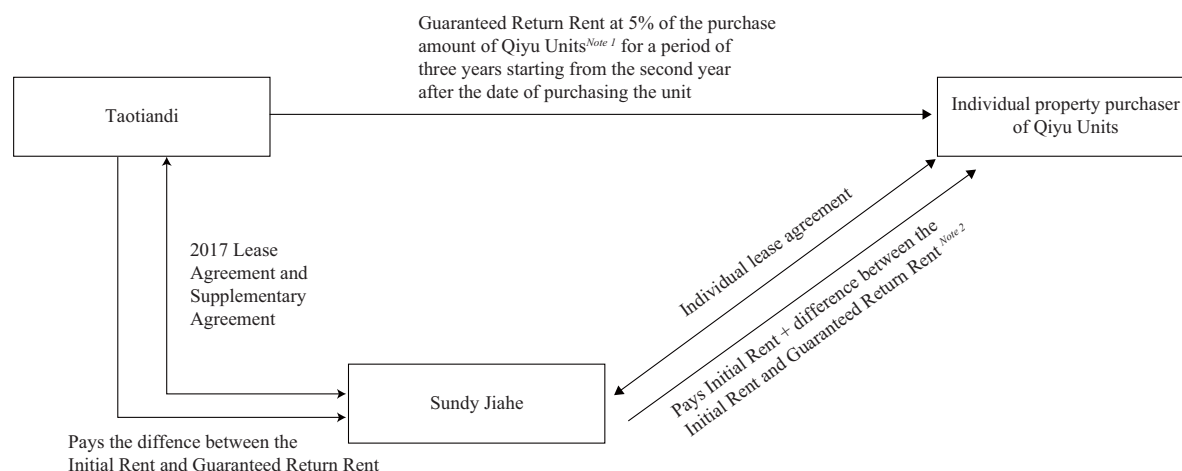 Guaranteed Return Rent at 5% of the purchase
amount of Qiyu Units Note 1 for a period of
three years starting from the second year
after the date of purchasing the unit
Taotiandi
Individual property purchaser
of Qiyu Units
2017 Lease
Agreement and
Supplementary
Agreement
Individual lease agreement
Pays Initial Rent + difference between the
Initial Rent and Guaranteed Return Rent Note 2
Sundy Jiahe
Pays the diffence between the
Initial Rent and Guaranteed Return Rent